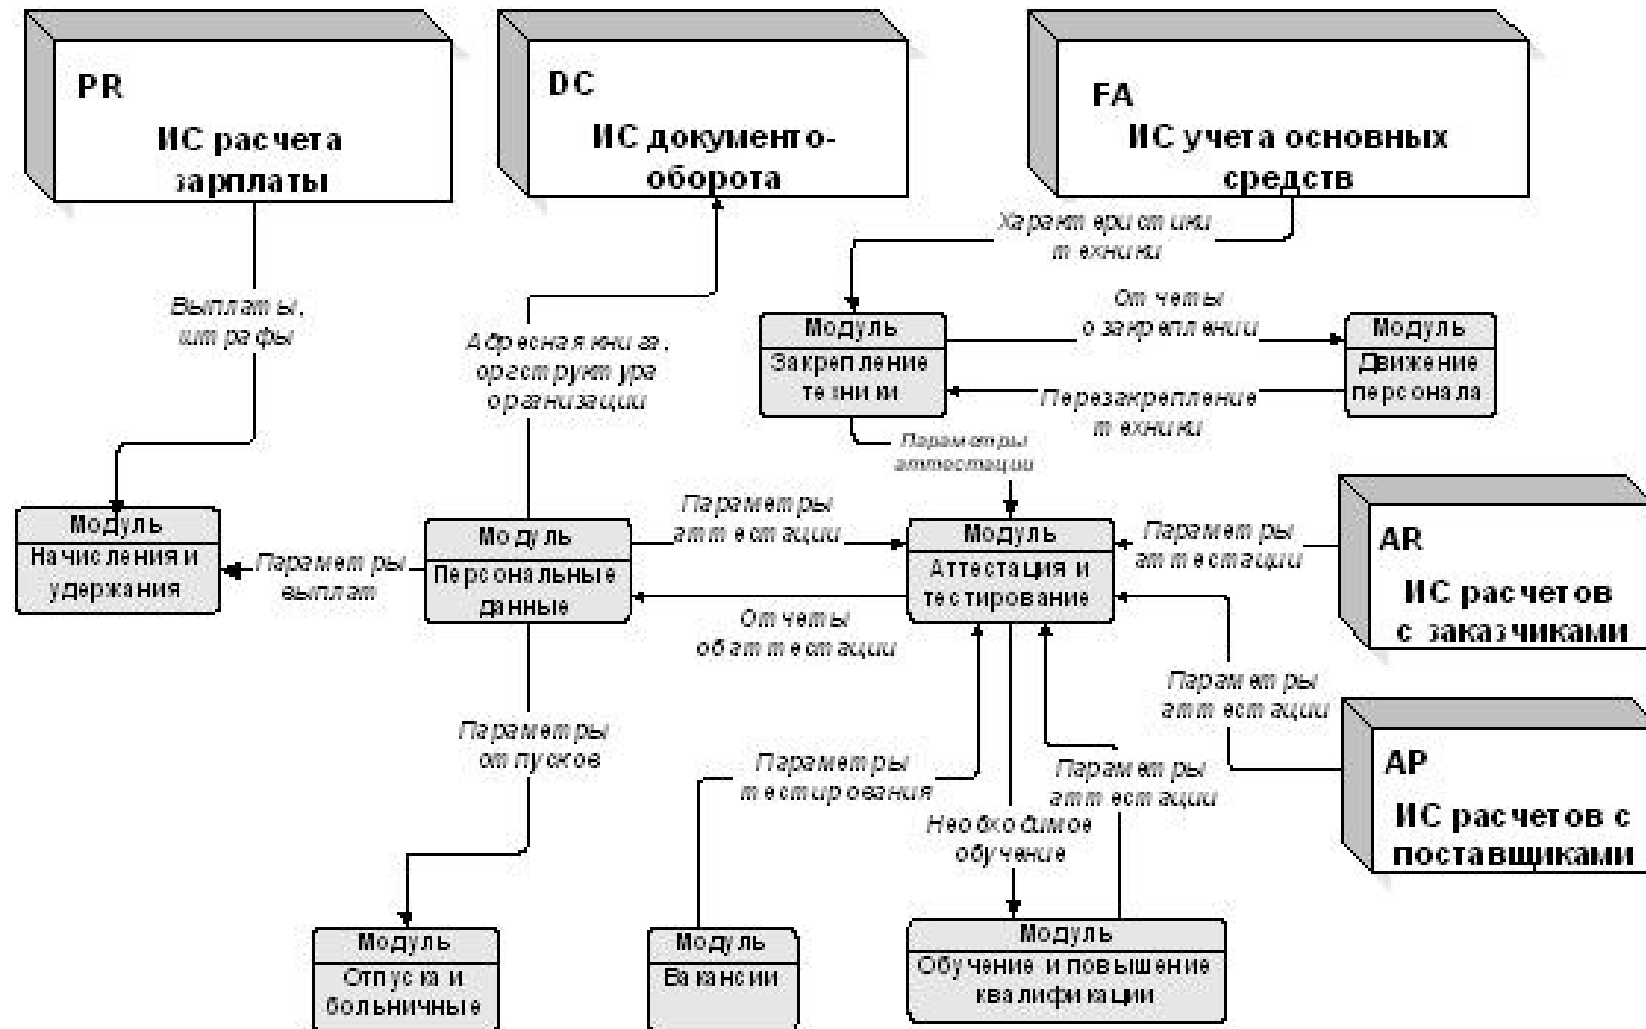 PR
ИС расчета
зарплаты
DC
ИС документо-
оборота
FA
ИС учета основных
средств
Характеристики
техники
Выплаты,
штрафы
Адресная книга,
оргструктура
организации
Модуль
Закрепление
техники
Отчеты
о закреплении
Перезакрепление
техники
Модуль
Движение
персонала
Параметры
аттестации
Модуль
Начисления и
удержания
Параметры
выплат
Модуль
Персональные
данные
Параметры
аттестации
Отчеты
об аттестации
Модуль
Аттестация и
тестирование
Параметры
аттестации
AR
ИС расчетов
с заказчиками
Параметры
аттестации
AP
ИС расчетов с
поставщиками
Параметры
отпусков
Параметры
тестирования
Необходимое
обучение
Параметры
аттестации
Модуль
Отпуска и
больничные
Модуль
Вакансии
Модуль
Обучение и повышение
квалификации